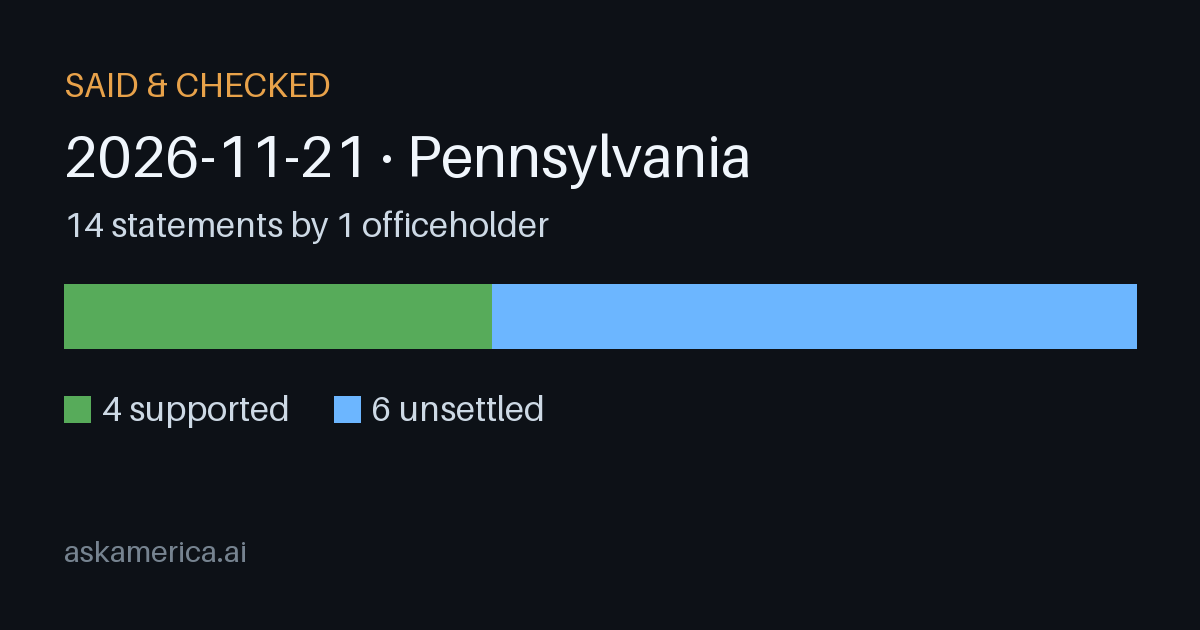 SAID & CHECKED
2026-11-21 · Pennsylvania
14 statements by 1 officeholder
4 supported 6 unsettled
askamerica.ai